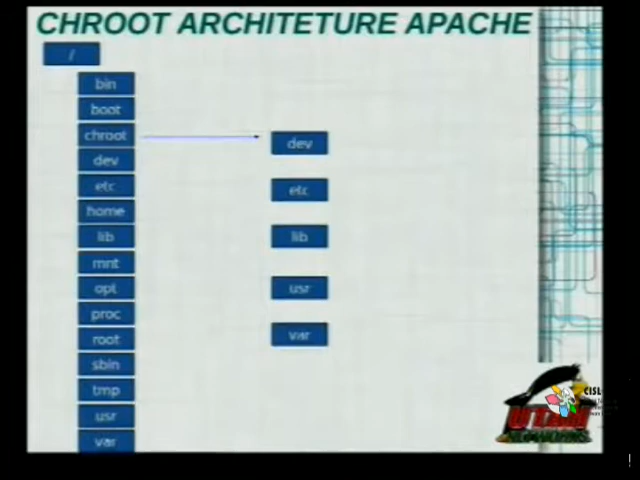 CHROOT ARCHITETURE APACHE
/
bin
boot
chroot
dev
etc
home
lib
mnt
opt
proc
root
sbin
tmp
usr
var
dev
etc
lib
usr
var
CISL